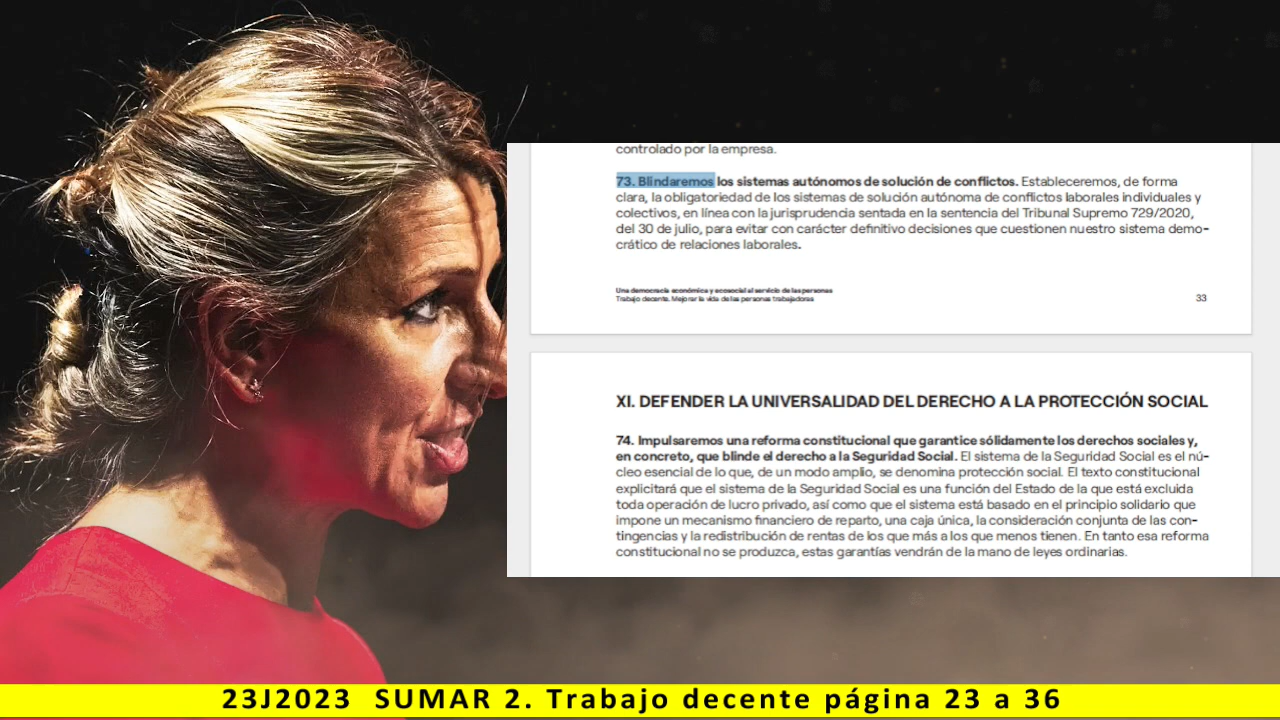 controlado por la empresa.
73. Blindaremos los sistemas autónomos de solución de conflictos. Estableceremos, de forma
clara, la obligatoriedad de los sistemas de solución autónoma de conflictos laborales individuales y
colectivos, en línea con la jurisprudencia sentada en la sentencia del Tribunal Supremo 729/2020,
del 30 de julio, para evitar con carácter definitivo decisiones que cuestionen nuestro sistema demo-
crático de relaciones laborales.
Una democracia económica y ecosocial al servicio de las personas
Trabajo decente. Mejorar la vida de las personas trabajadoras
33
XI. DEFENDER LA UNIVERSALIDAD DEL DERECHO A LA PROTECCIÓN SOCIAL
74. Impulsaremos una reforma constitucional que garantice sólidamente los derechos sociales y,
en concreto, que blinde el derecho a la Seguridad Social. El sistema de la Seguridad Social es el nú-
cleo esencial de lo que, de un modo amplio, se denomina protección social. El texto constitucional
explicitará que el sistema de la Seguridad Social es una función del Estado de la que está excluida
toda operación de lucro privado, así como que el sistema está basado en el principio solidario que
impone un mecanismo financiero de reparto, una caja única, la consideración conjunta de las con-
tingencias y la redistribución de rentas de los que más a los que menos tienen. En tanto esa reforma
constitucional no se produzca, estas garantías vendrán de la mano de leyes ordinarias.
23J2023 SUMAR 2. Trabajo decente página 23 a 36